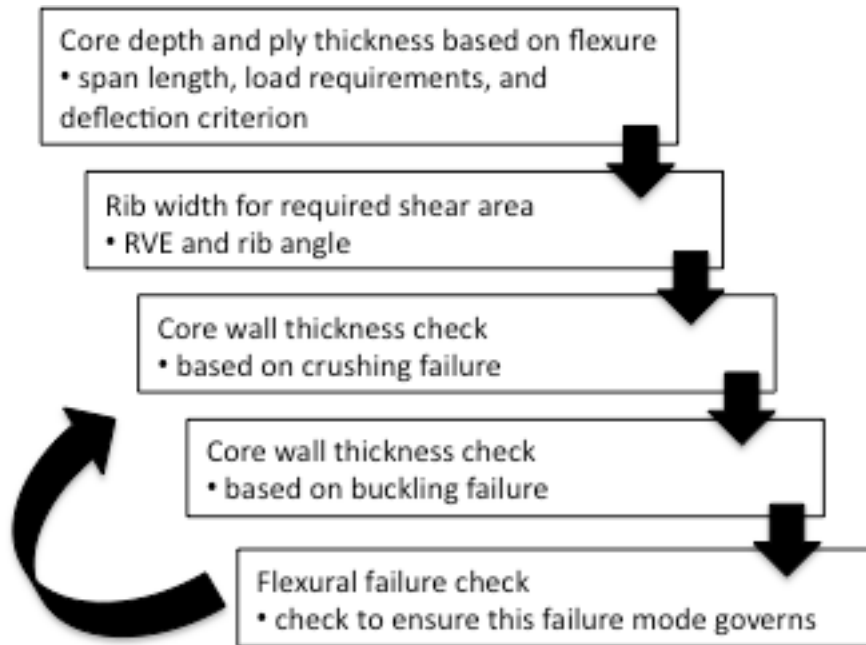 Core depth and ply thickness based on flexure
• span length, load requirements, and
deflection criterion
Rib width for required shear area
• RVE and rib angle
Core wall thickness check
• based on crushing failure
Core wall thickness check
• based on buckling failure
Flexural failure check
• check to ensure this failure mode governs